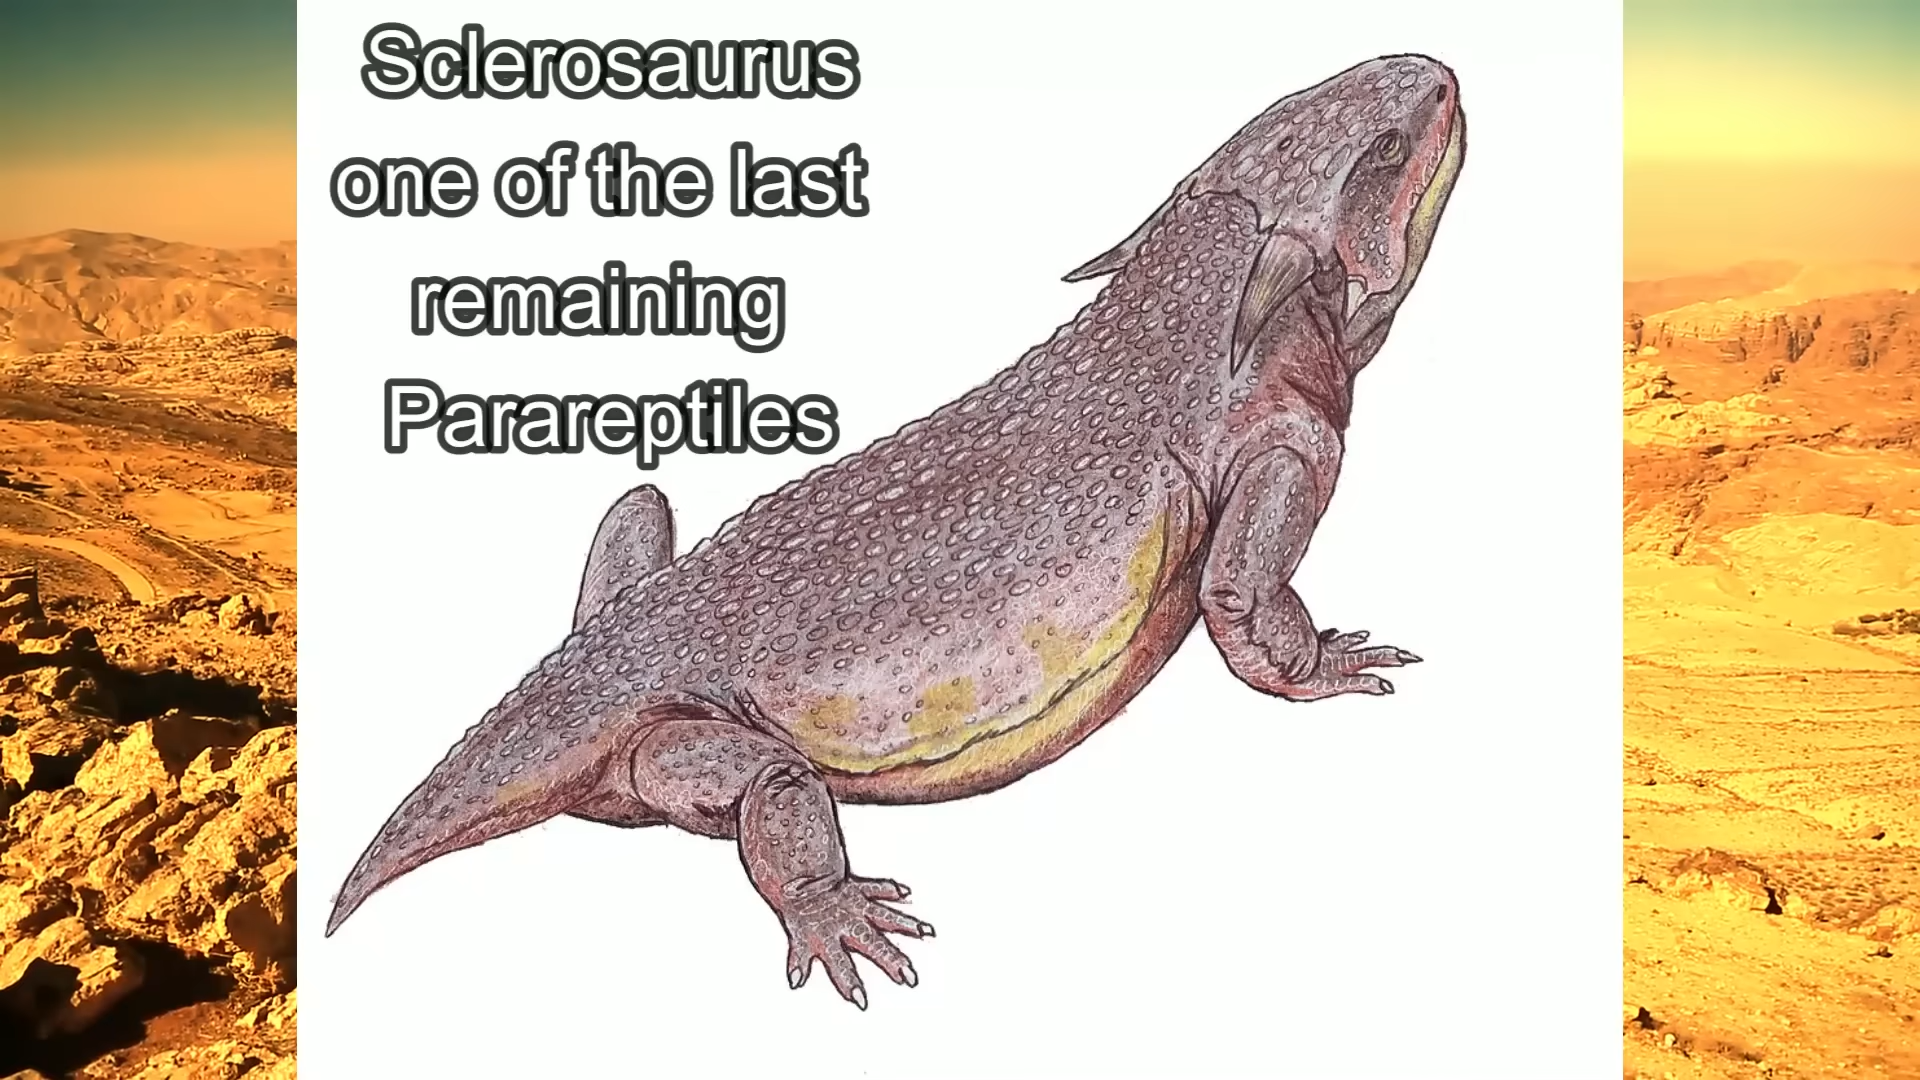 Sclerosaurus
one of the last
remaining
Parareptiles